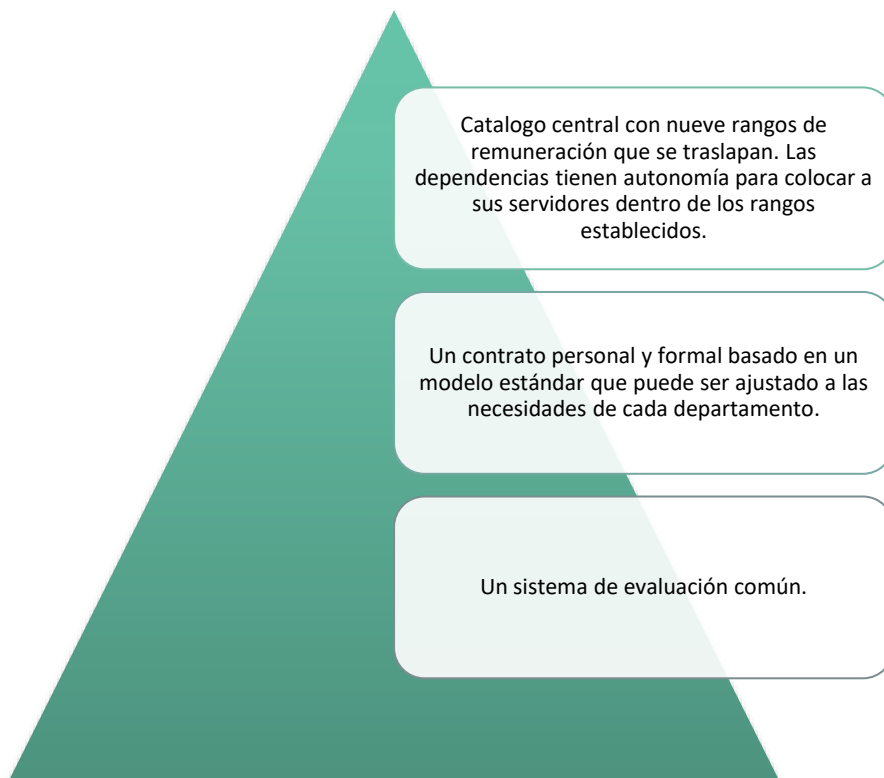 Catalogo central con nueve rangos de
remuneración que se traslapan. Las
dependencias tienen autonomía para colocar a
sus servidores dentro de los rangos
establecidos.
Un contrato personal y formal basado en un
modelo estándar que puede ser ajustado a las
necesidades de cada departamento.
Un sistema de evaluación común.